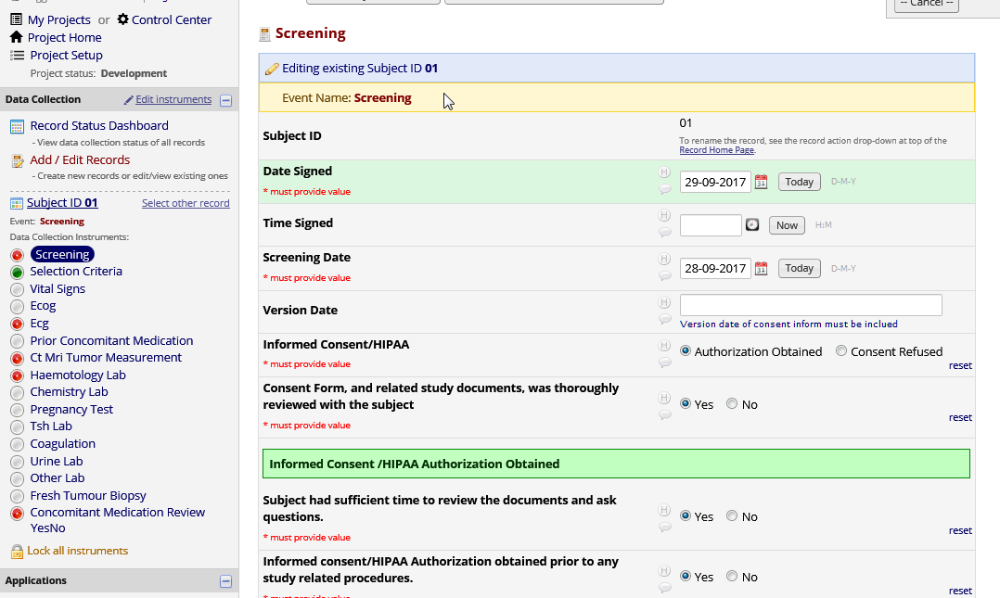 My Projects or Control Center
Project Home
Project Setup
Project status: Development
Data Collection Edit instruments
Record Status Dashboard
- View data collection status of all records
Add / Edit Records
- Create new records or edit/view existing ones
Subject ID 01 Select other record
Event: Screening
Data Collection Instruments:
Screening
Selection Criteria
Vital Signs
Ecog
Ecg
Prior Concomitant Medication
Ct Mri Tumor Measurement
Haemotology Lab
Chemistry Lab
Pregnancy Test
Tsh Lab
Coagulation
Urine Lab
Other Lab
Fresh Tumour Biopsy
Concomitant Medication Review
YesNo
Lock all instruments
Applications
-- Cancel --
Screening
Editing existing Subject ID 01
Event Name: Screening
Subject ID
01
To rename the record, see the record action drop-down at top of the
Record Home Page.
Date Signed
* must provide value
H
29-09-2017 31 Today D-M-Y
Time Signed
H
Now H:M
Screening Date
* must provide value
H
28-09-2017 31 Today D-M-Y
Version Date
H
Version date of consent inform must be inclued
Informed Consent/HIPAA
* must provide value
H
Authorization Obtained Consent Refused
reset
Consent Form, and related study documents, was thoroughly
reviewed with the subject
* must provide value
H
Yes No
reset
Informed Consent /HIPAA Authorization Obtained
Subject had sufficient time to review the documents and ask
questions.
* must provide value
H
Yes No
reset
Informed consent/HIPAA Authorization obtained prior to any
study related procedures.
* must provide value
H
Yes No
reset